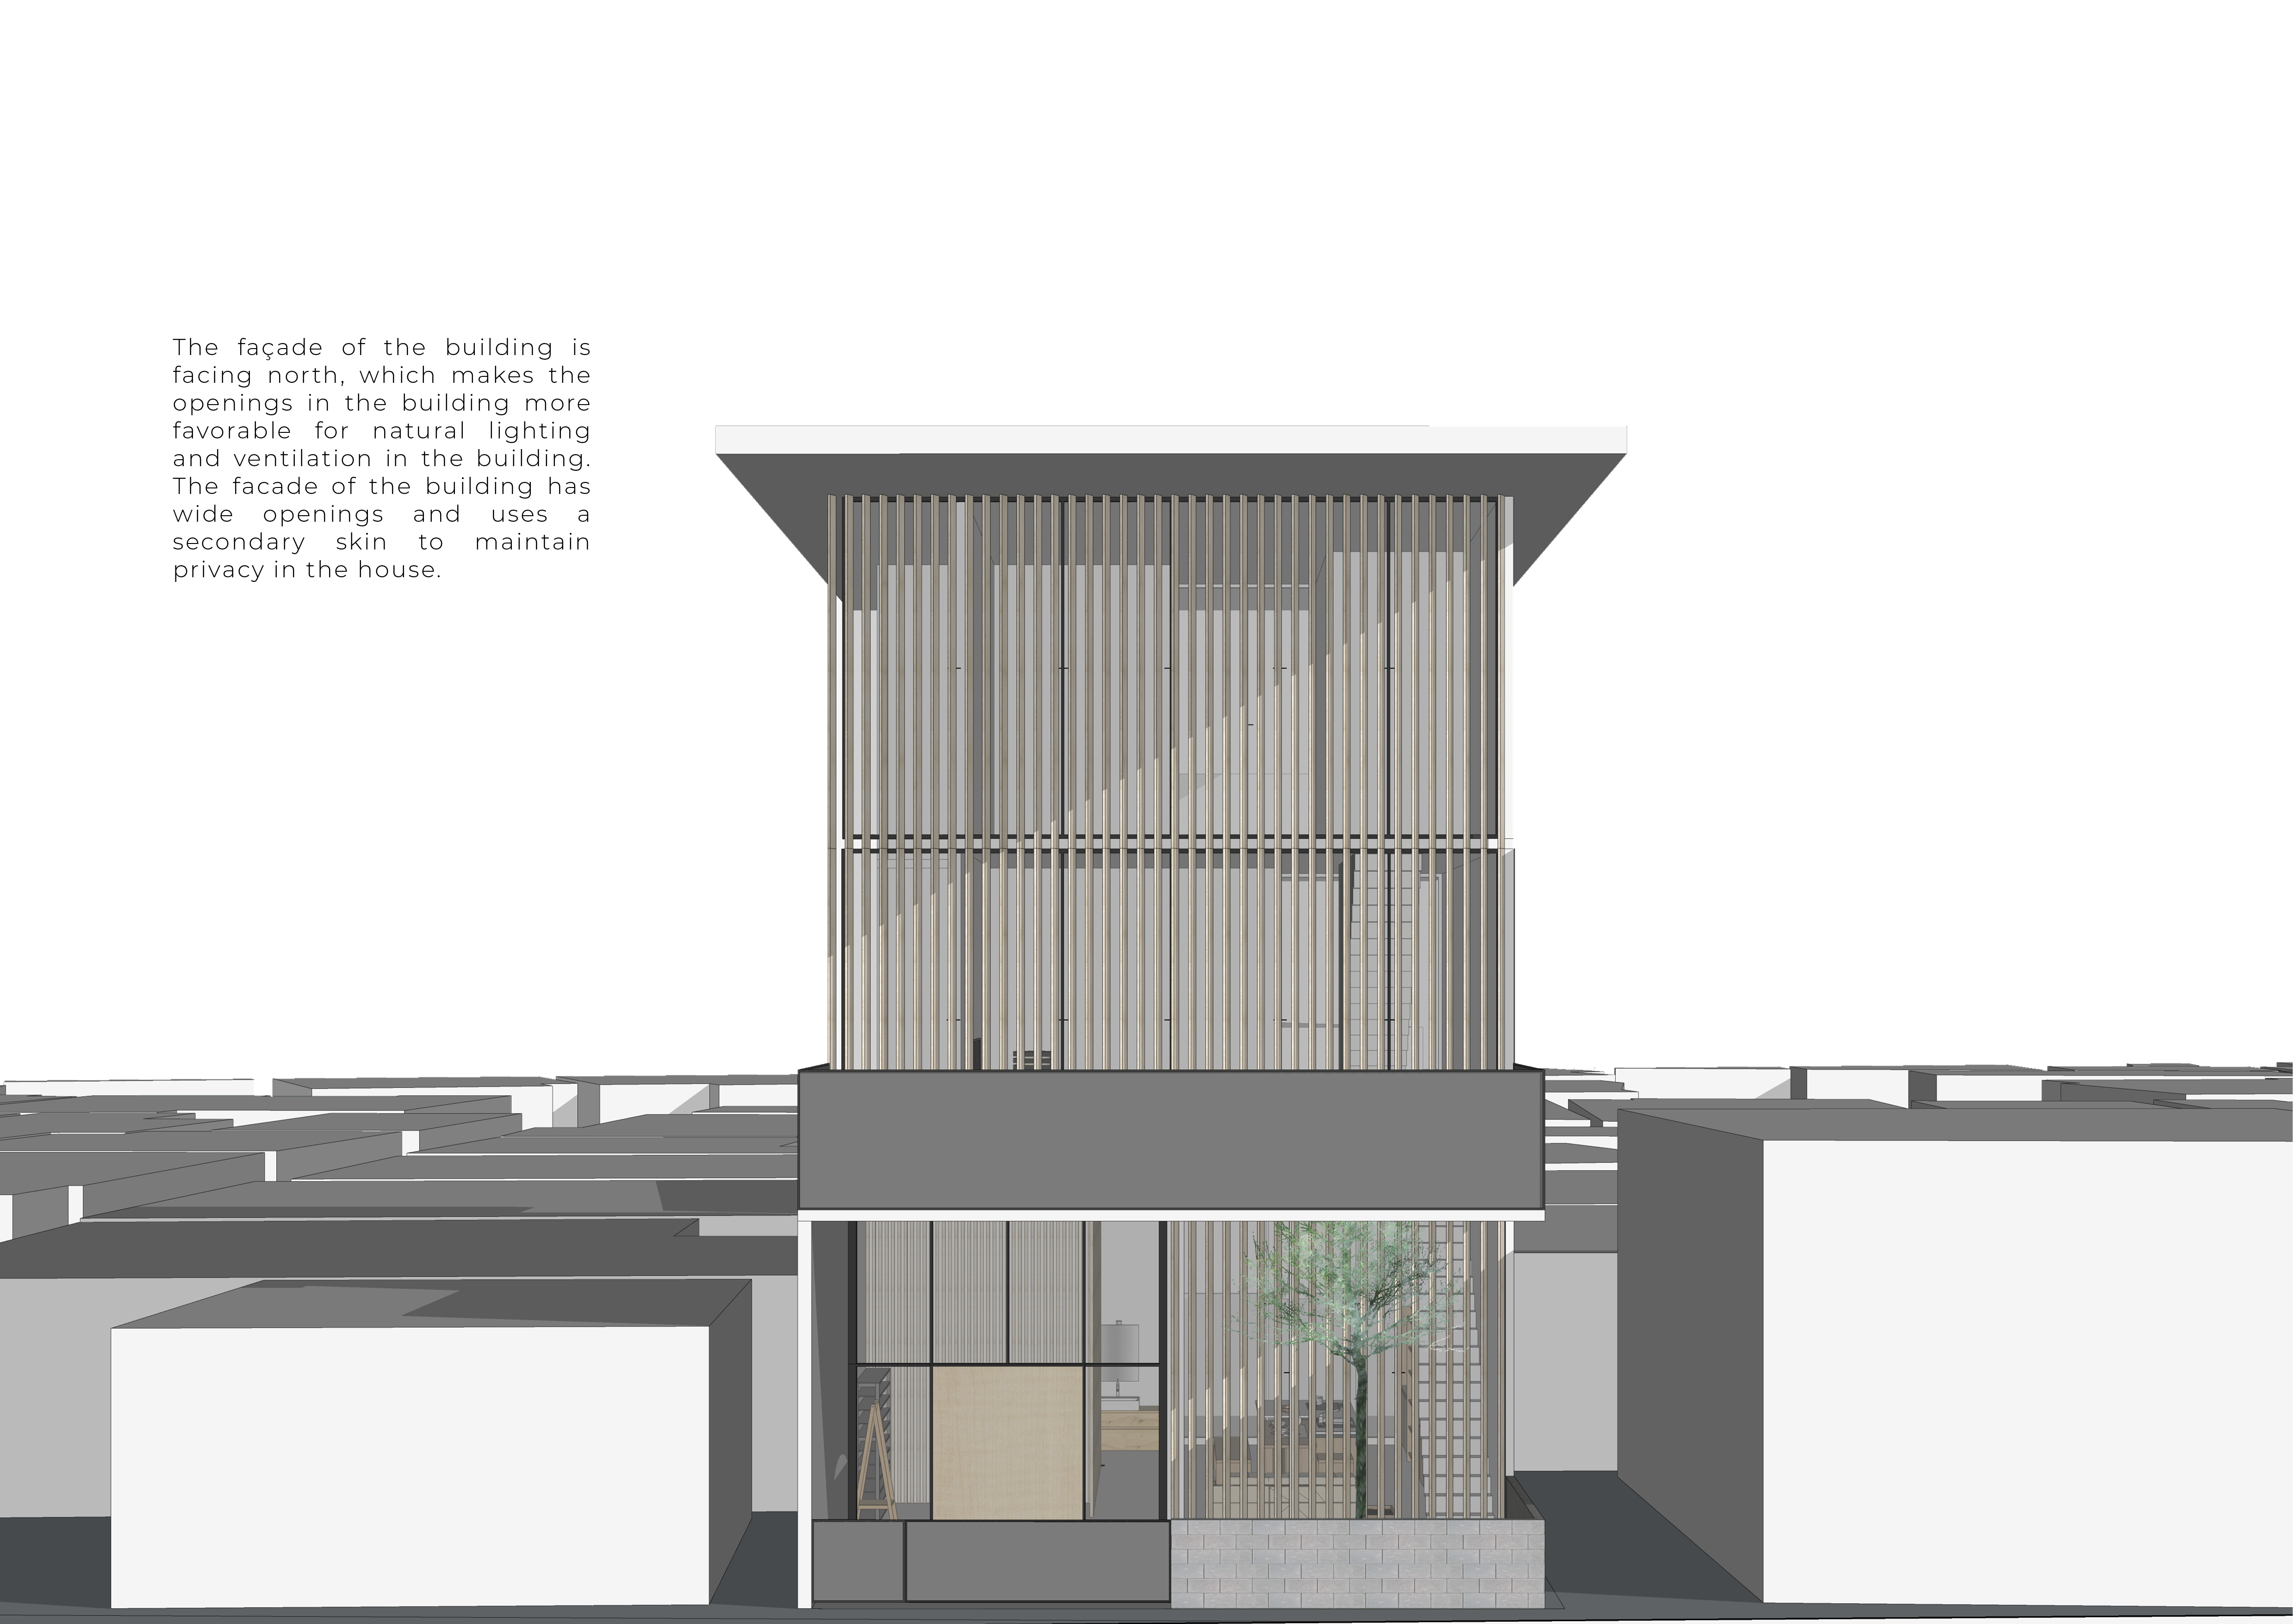 The façade of the building is
facing north, which makes the
openings in the building more
favorable for natural lighting
and ventilation in the building.
The facade of the building has
wide openings and uses a
secondary skin to maintain
privacy in the house.